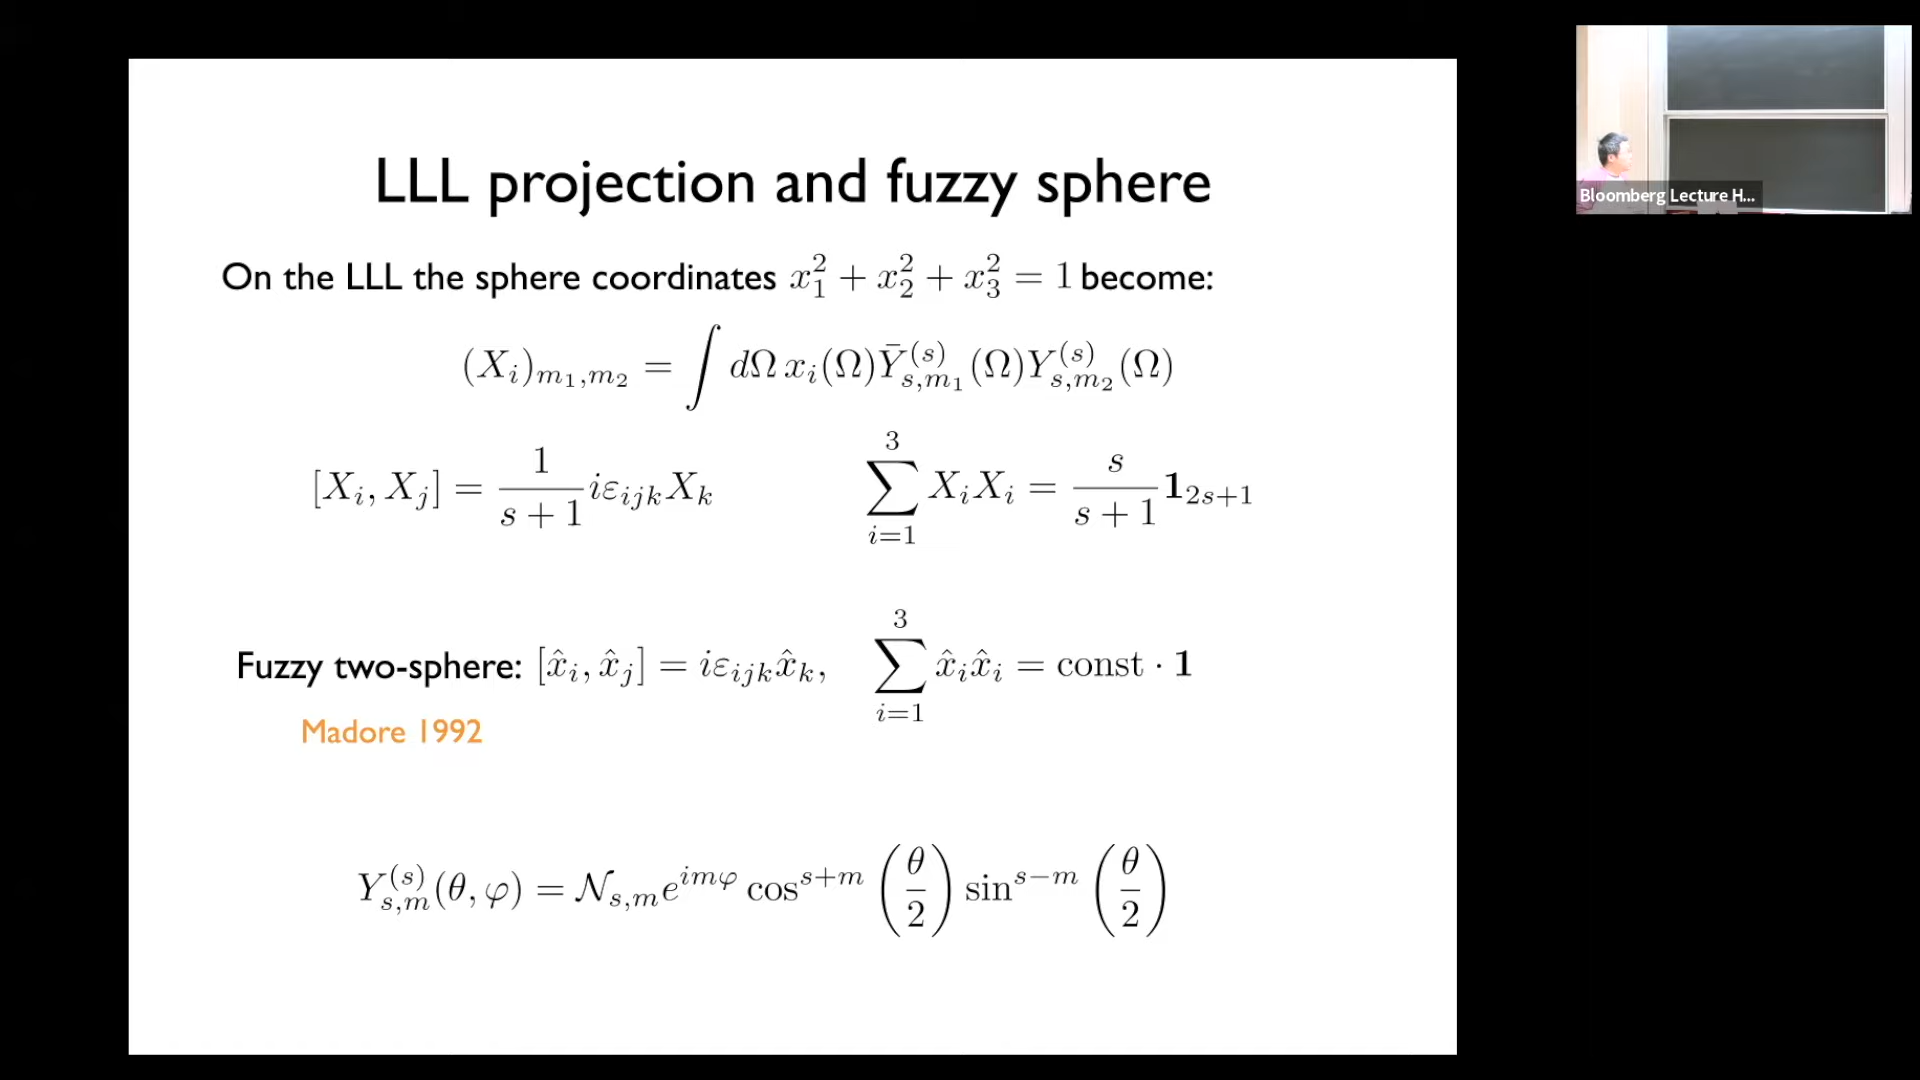 LLL projection and fuzzy sphere
On the LLL the sphere coordinates $x_1^2 + x_2^2 + x_3^2 = 1$ become:
$(X_i)_{m_1,m_2} = \int d\Omega \, x_i(\Omega) \bar{Y}^{(s)}_{s,m_1}(\Omega) Y^{(s)}_{s,m_2}(\Omega)$
$[X_i, X_j] = \frac{1}{s+1} i\varepsilon_{ijk} X_k$ $\sum_{i=1}^{3} X_i X_i = \frac{s}{s+1} \mathbf{1}_{2s+1}$
Fuzzy two-sphere: $[\hat{x}_i, \hat{x}_j] = i\varepsilon_{ijk} \hat{x}_k,$ $\sum_{i=1}^{3} \hat{x}_i \hat{x}_i = \text{const} \cdot \mathbf{1}$
Madore 1992
$Y^{(s)}_{s,m}(\theta, \varphi) = \mathcal{N}_{s,m} e^{im\varphi} \cos^{s+m}\left(\frac{\theta}{2}\right) \sin^{s-m}\left(\frac{\theta}{2}\right)$
Bloomberg Lecture H...